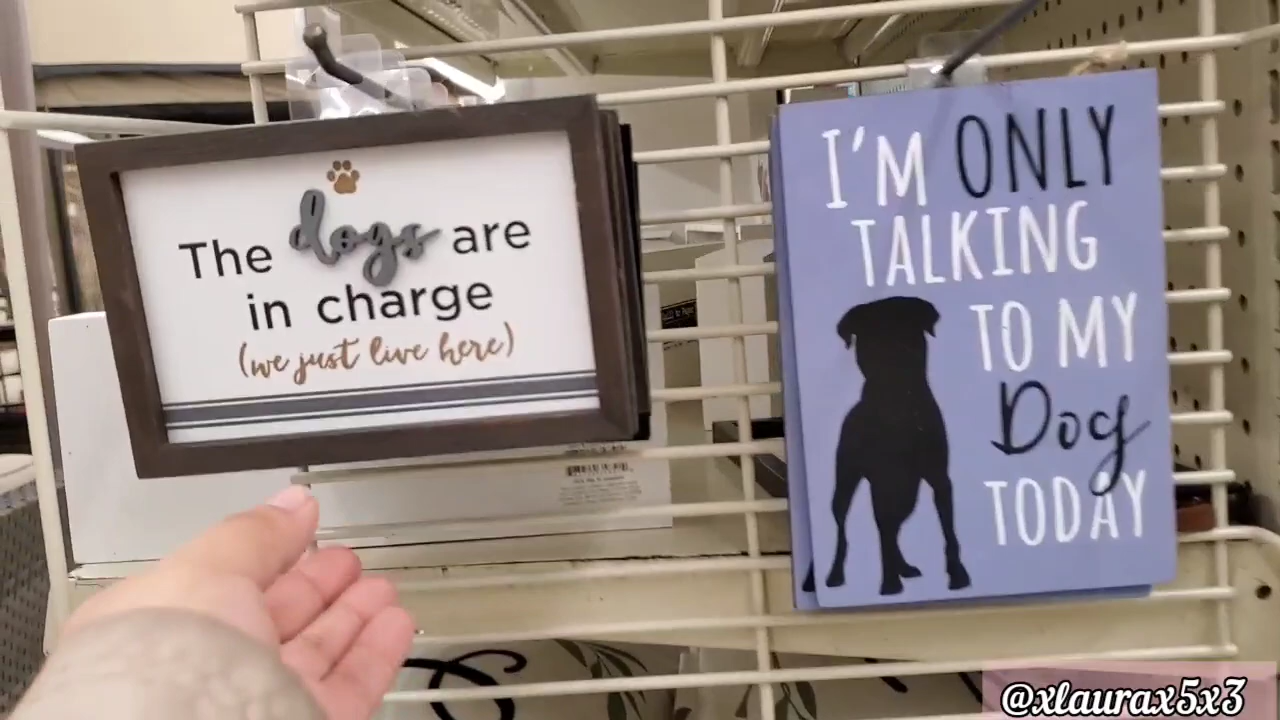 The dogs are
in charge
(we just live here)
I'M ONLY
TALKING
TO MY
Dog
TODAY
@xlaurax5x3